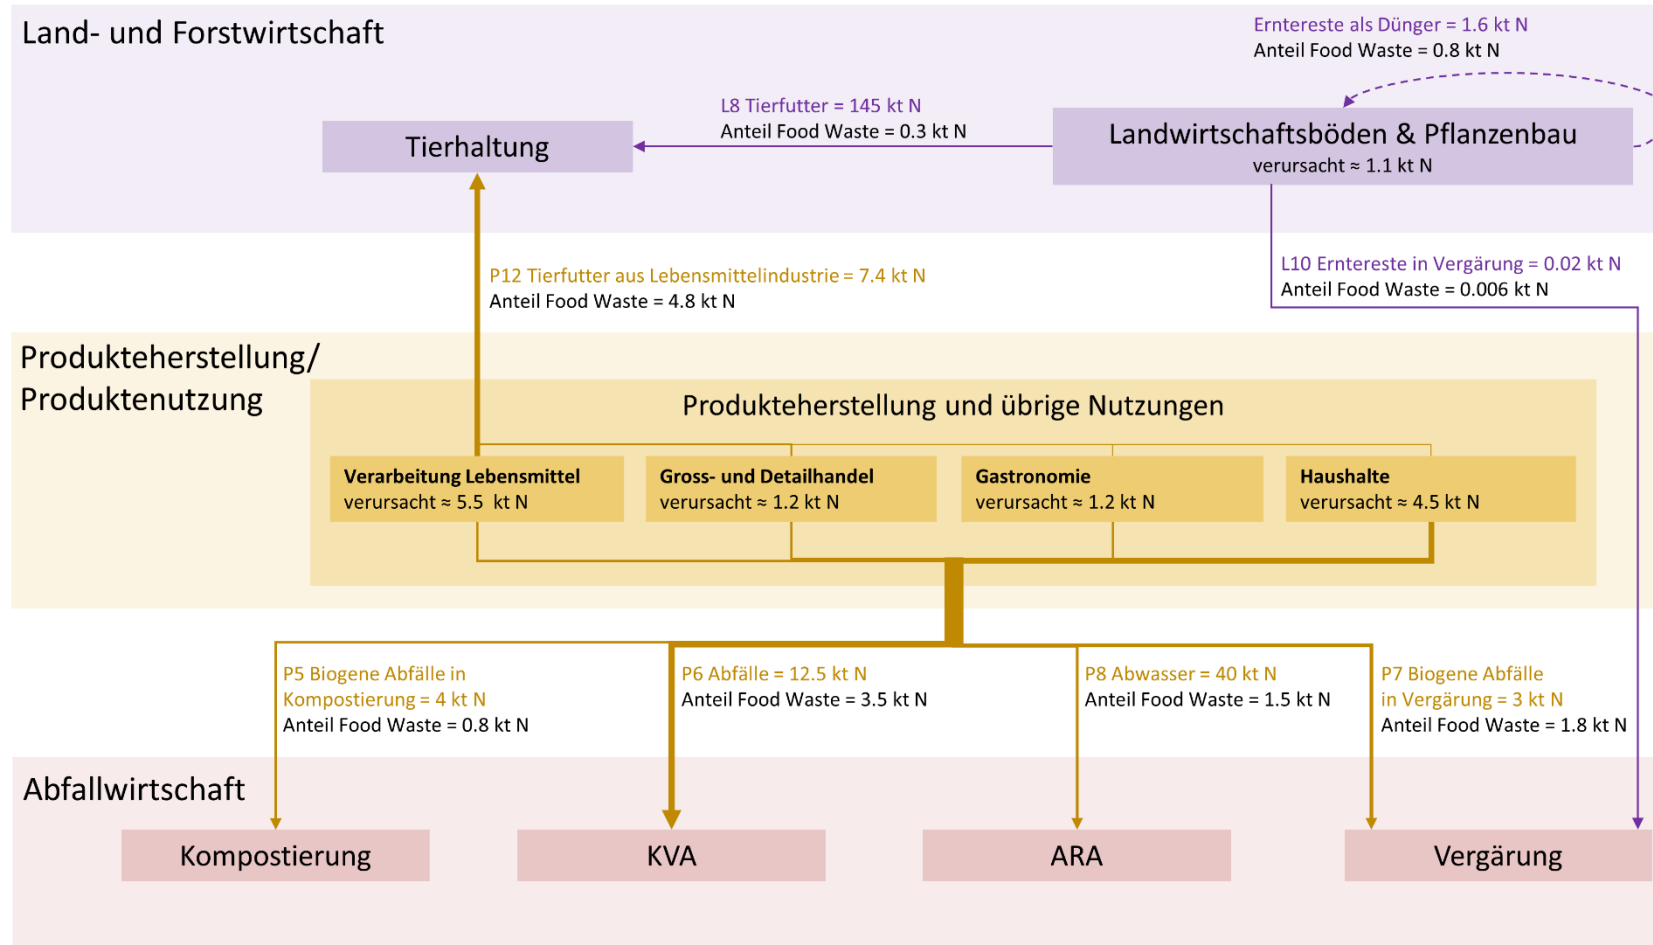 Land- und Forstwirtschaft
Erntereste als Dünger = 1.6 kt N
Anteil Food Waste = 0.8 kt N
L8 Tierfutter = 145 kt N
Anteil Food Waste = 0.3 kt N
Tierhaltung
Landwirtschaftsböden & Pflanzenbau
verursacht ≈ 1.1 kt N
P12 Tierfutter aus Lebensmittelindustrie = 7.4 kt N
Anteil Food Waste = 4.8 kt N
L10 Erntereste in Vergärung = 0.02 kt N
Anteil Food Waste = 0.006 kt N
Produkteherstellung/
Produktenutzung
Produkteherstellung und übrige Nutzungen
Verarbeitung Lebensmittel
verursacht ≈ 5.5 kt N
Gross- und Detailhandel
verursacht ≈ 1.2 kt N
Gastronomie
verursacht ≈ 1.2 kt N
Haushalte
verursacht ≈ 4.5 kt N
P5 Biogene Abfälle in
Kompostierung = 4 kt N
Anteil Food Waste = 0.8 kt N
P6 Abfälle = 12.5 kt N
Anteil Food Waste = 3.5 kt N
P8 Abwasser = 40 kt N
Anteil Food Waste = 1.5 kt N
P7 Biogene Abfälle
in Vergärung = 3 kt N
Anteil Food Waste = 1.8 kt N
Abfallwirtschaft
Kompostierung
KVA
ARA
Vergärung